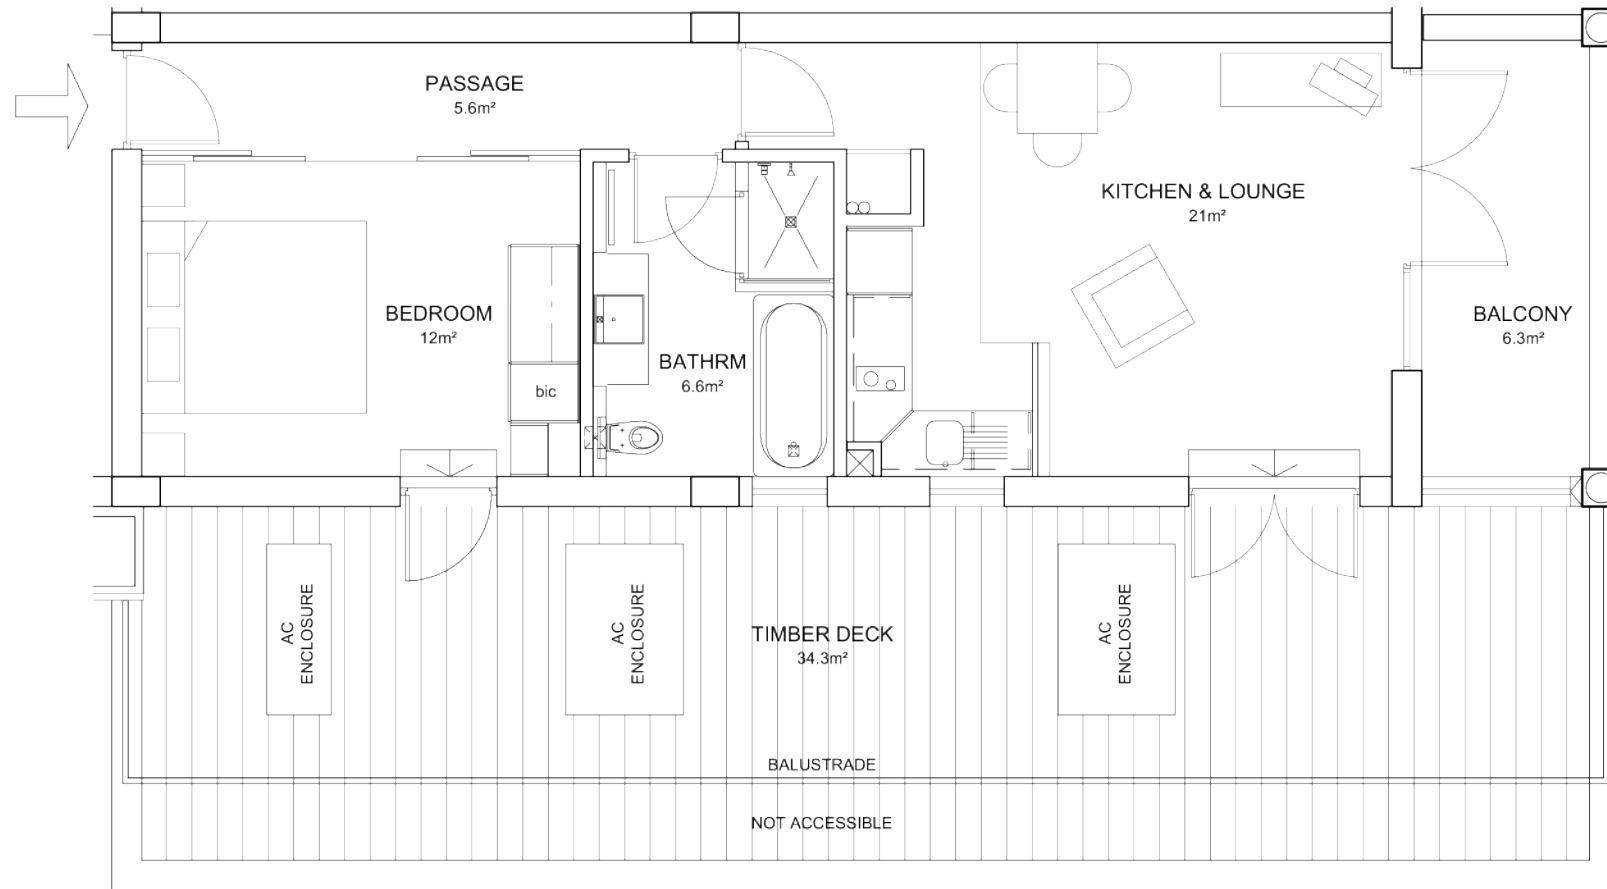 PASSAGE
5.6m²
KITCHEN & LOUNGE
21m²
BEDROOM
12m²
BALCONY
6.3m²
BATHRM
6.6m²
bic
AC
ENCLOSURE
AC
ENCLOSURE
TIMBER DECK
34.3m²
AC
ENCLOSURE
BALUSTRADE
NOT ACCESSIBLE